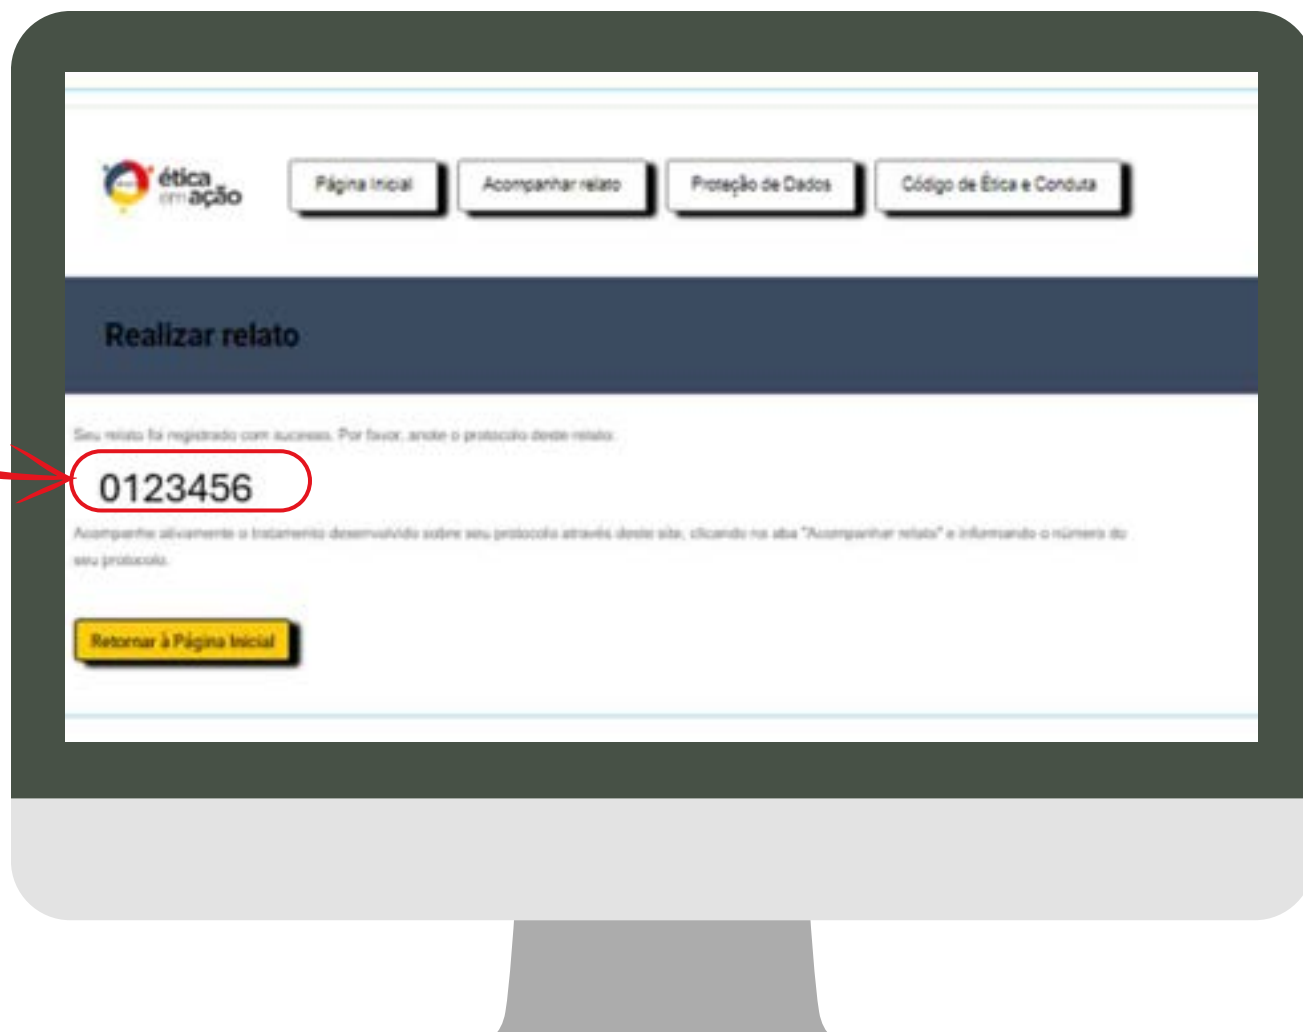 ética
em ação
Página Inicial
Acompanhar relato
Proteção de Dados
Código de Ética e Conduta
Realizar relato
Seu relato foi registrado com sucesso. Por favor, anote o protocolo deste relato:
0123456
Acompanhe ativamente o tratamento desenvolvido sobre seu protocolo através deste site, clicando na aba "Acompanhar relato" e informando o número do
seu protocolo.
Retornar à Página Inicial